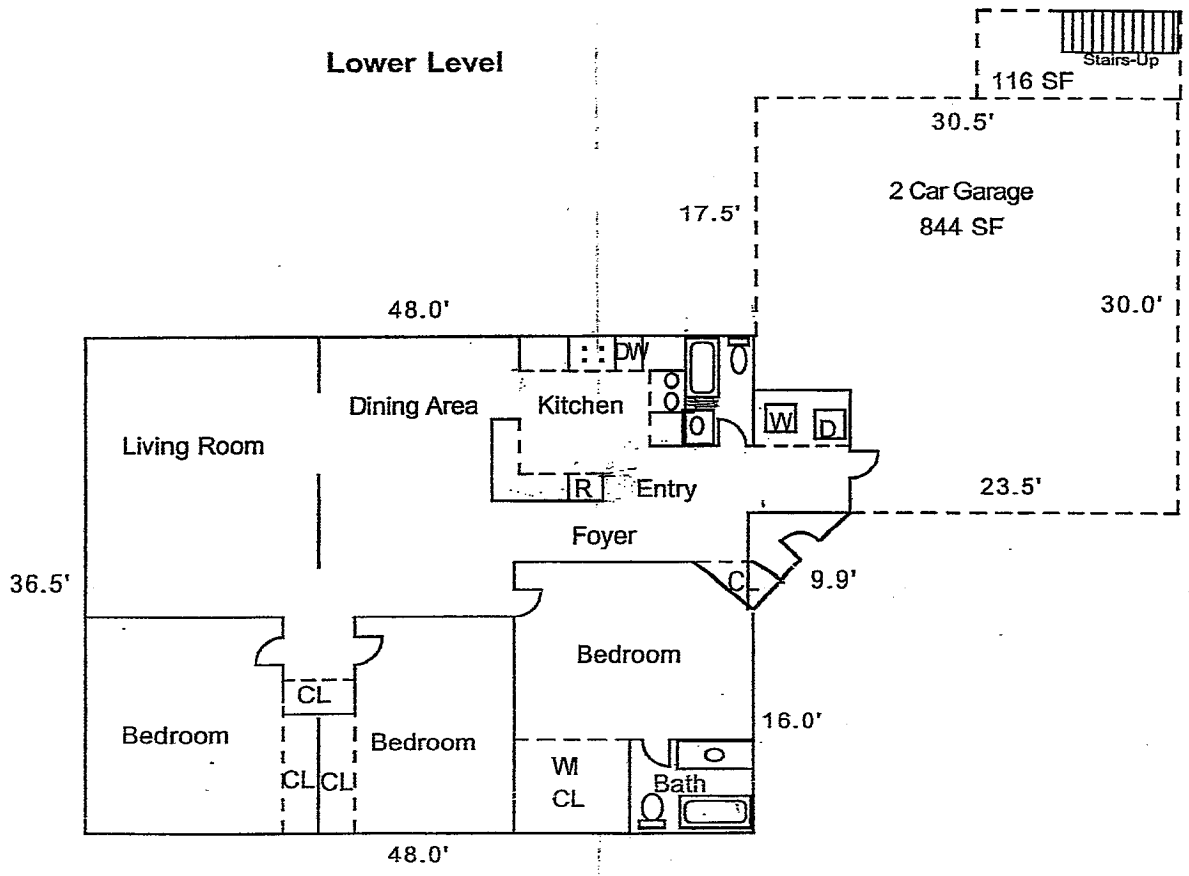 Lower Level
Stairs-Up
116 SF
30.5'
2 Car Garage
844 SF
17.5'
30.0'
48.0'
DW
Dining Area
Kitchen
W
D
Living Room
R
Entry
23.5'
Foyer
36.5'
CL
9.9'
Bedroom
CL
16.0'
Bedroom
Bedroom
WI
CL
CL
CL
Bath
48.0'